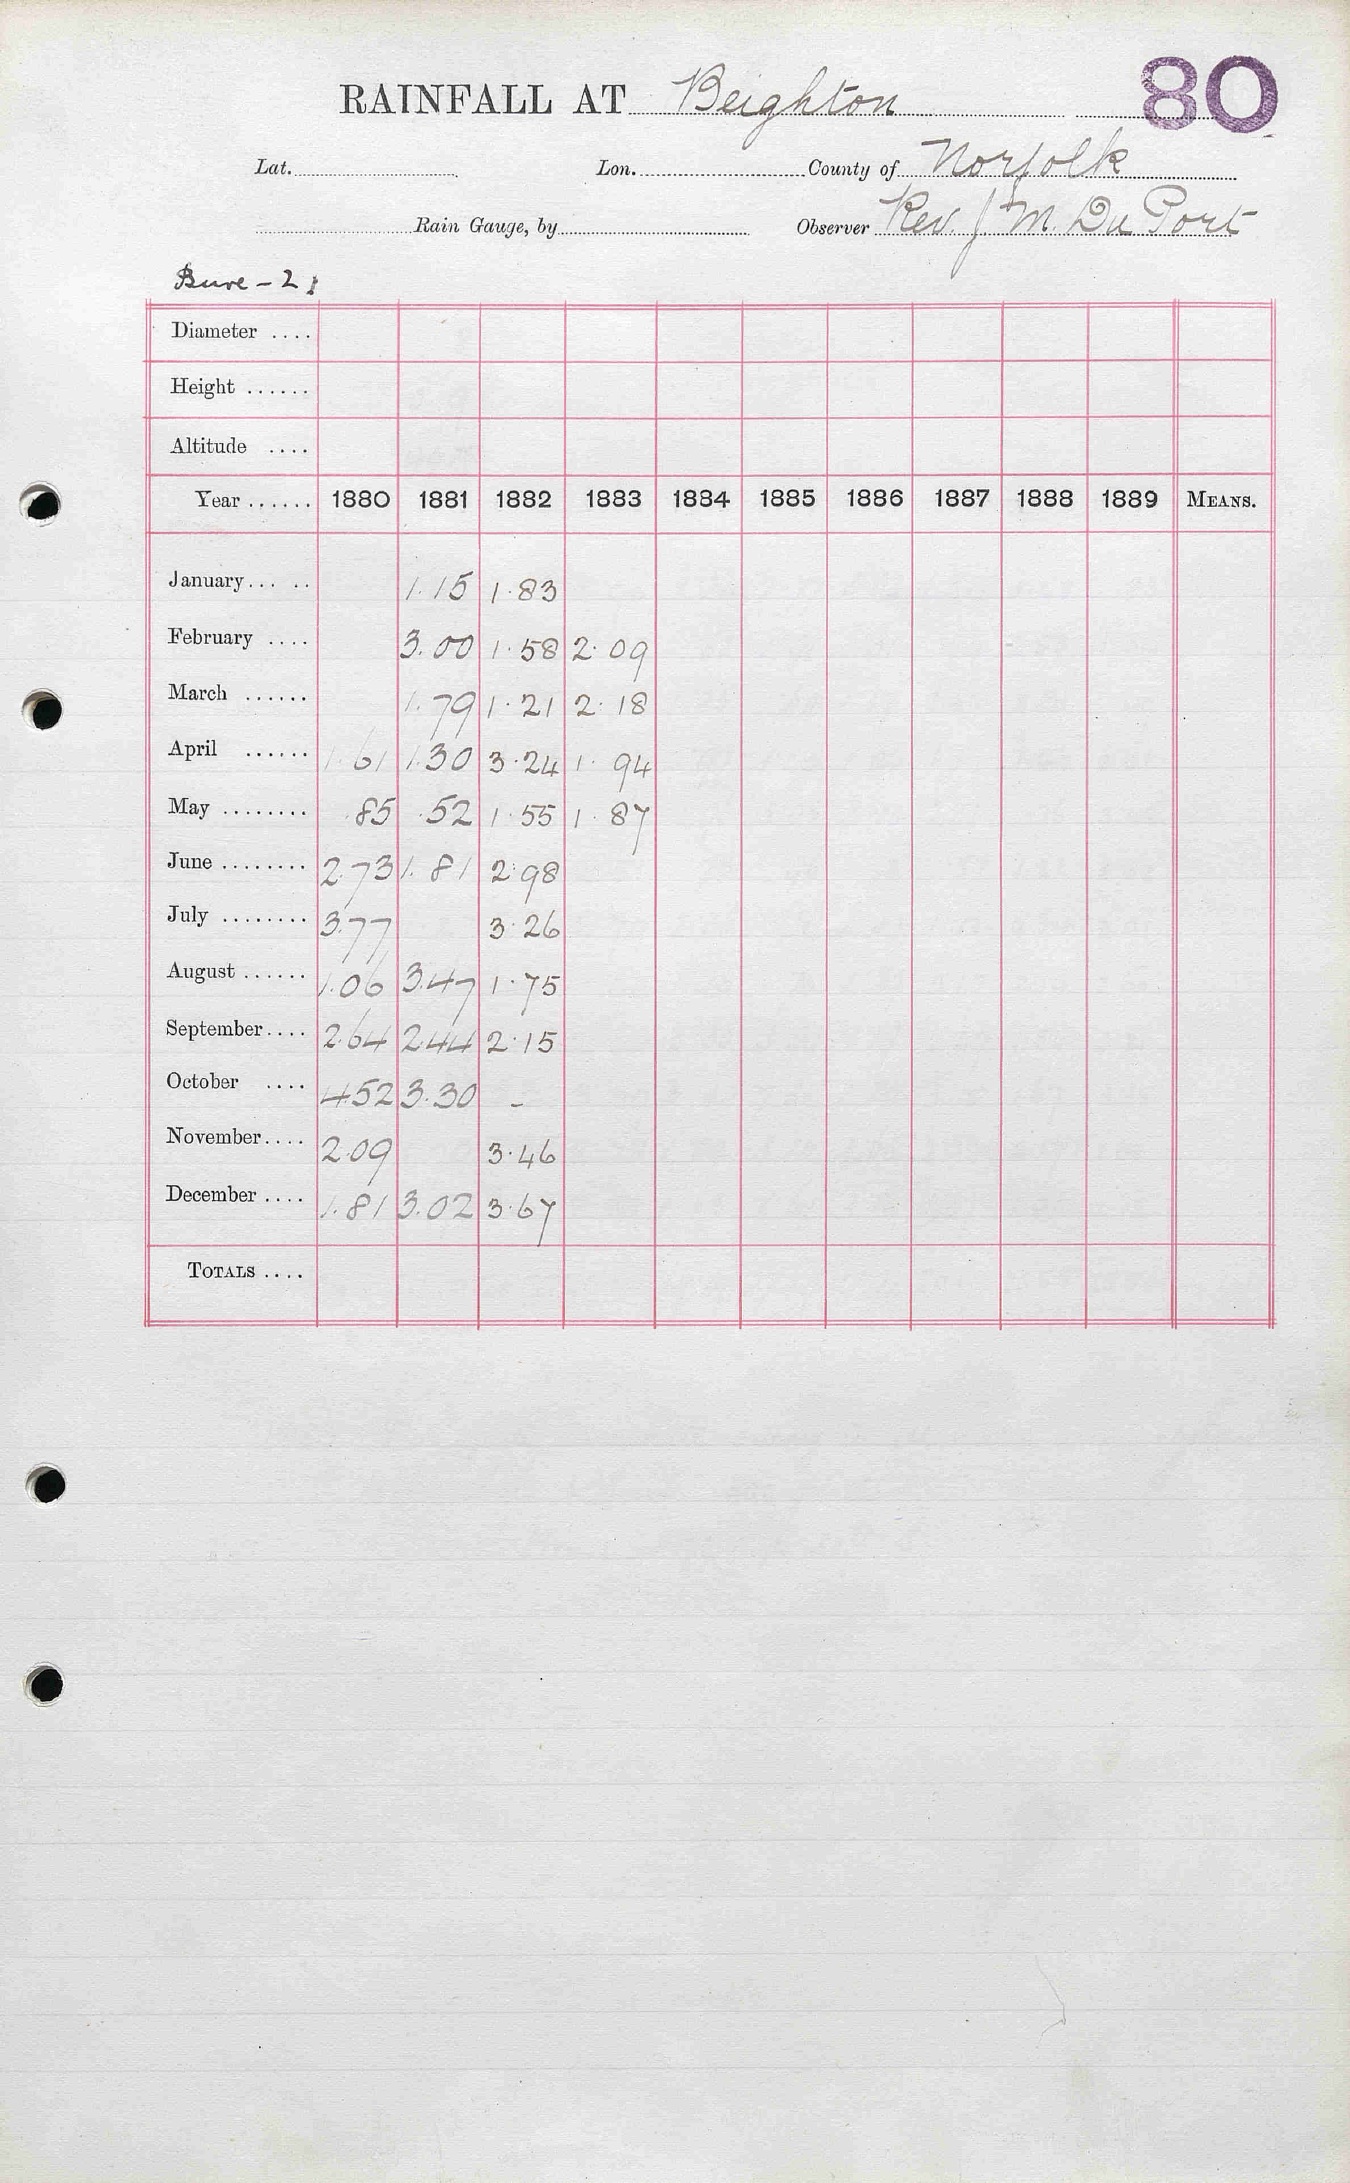 RAINFALL AT Beighton 80
Lat. Lon. County of Norfolk
Rain Gauge, by Observer Rev. J. M. Du Port
Bure - 21
Diameter ....
Height ......
Altitude ....
Year ...... 1880 1881 1882 1883 1884 1885 1886 1887 1888 1889 MEANS.
January... .. 1.15 1.83
February .... 3.00 1.58 2.09
March ...... 1.79 1.21 2.18
April ...... 1.61 1.30 3.24 1.94
May ........ .85 .52 1.55 1.87
June ........ 2.73 1.81 2.98
July ........ 3.77 3.26
August ...... 1.06 3.47 1.75
September.... 2.64 2.44 2.15
October .... 4.52 3.30 -
November.... 2.09 3.46
December .... 1.81 3.02 3.67
TOTALS ....